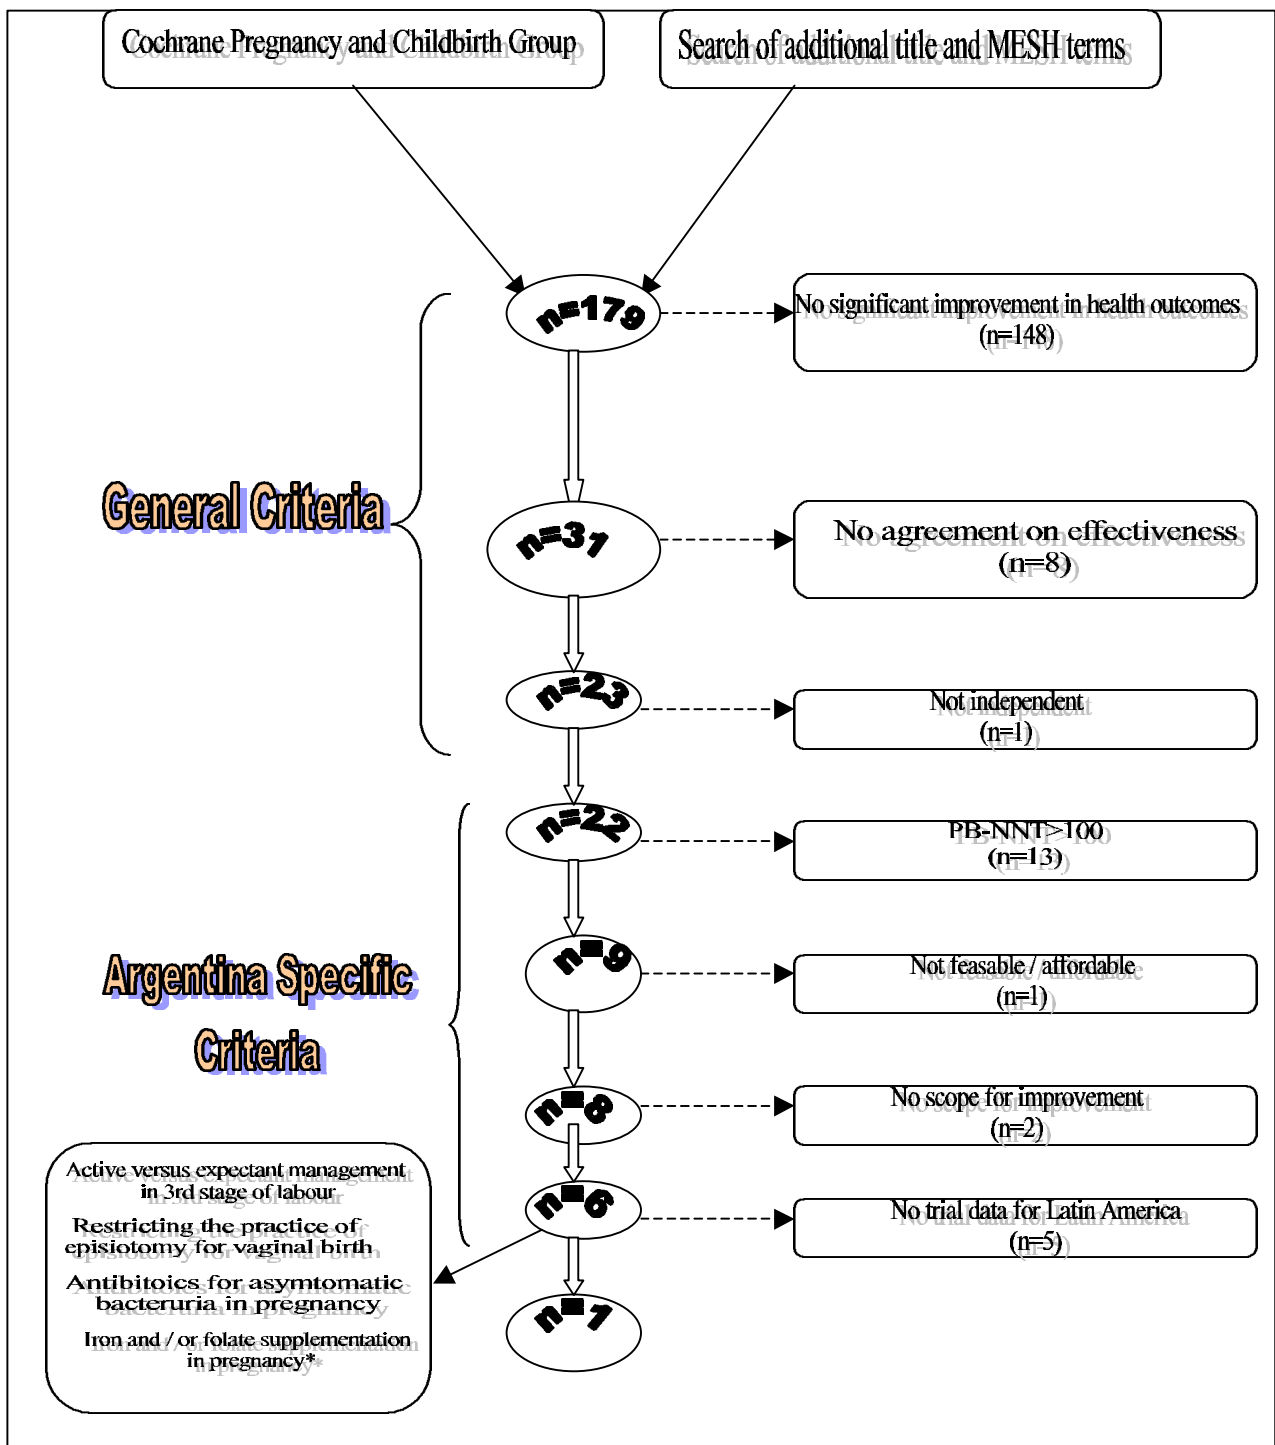 Cochrane Pregnancy and Childbirth Group
Search of additional title and MESH terms
n=179
No significant improvement in health outcomes
(n=148)
General Criteria
n=31
No agreement on effectiveness
(n=8)
n=23
Not independent
(n=1)
n=22
PB-NNT>100
(n=13)
Argentina Specific
Criteria
n=9
Not feasable / affordable
(n=1)
n=8
No scope for improvement
(n=2)
n=6
No trial data for Latin America
(n=5)
Active versus expectant management
in 3rd stage of labour
Restricting the practice of
episiotomy for vaginal birth
Antibitoics for asymtomatic
bacteruria in pregnancy
Iron and / or folate supplementation
in pregnancy*
n=1